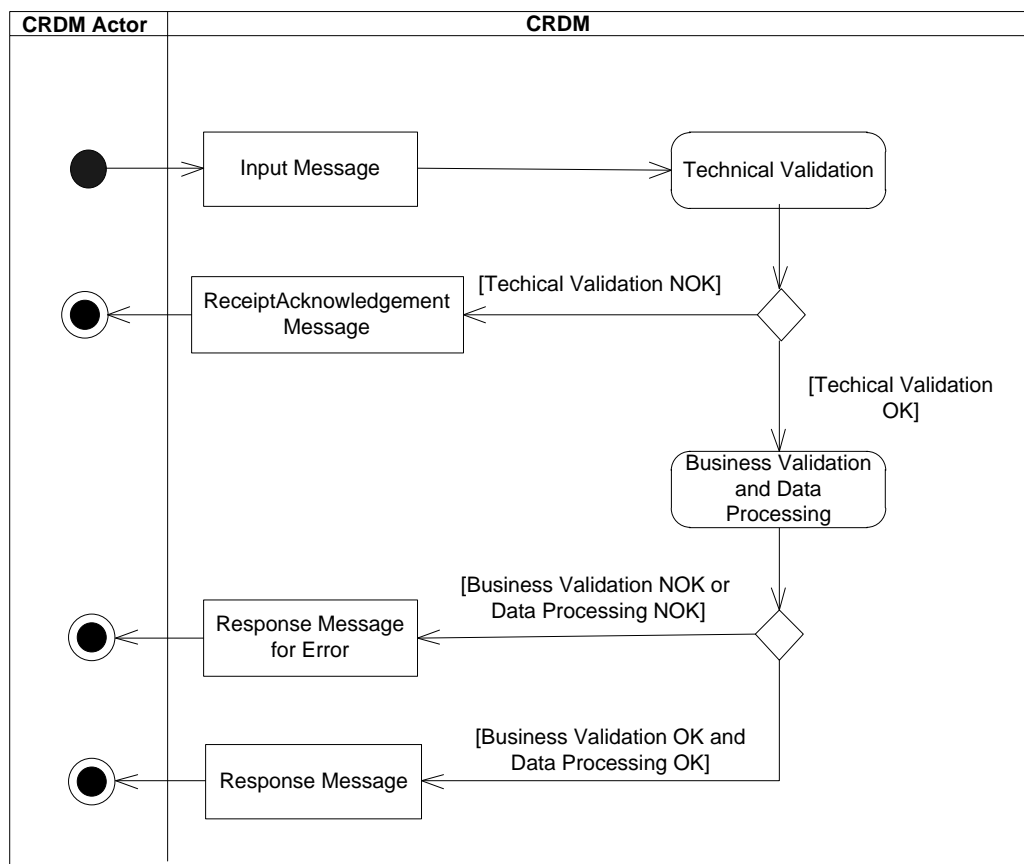 CRDM Actor
CRDM
Input Message
Technical Validation
[Techical Validation NOK]
ReceiptAcknowledgement
Message
[Techical Validation
OK]
Business Validation
and Data
Processing
[Business Validation NOK or
Data Processing NOK]
Response Message
for Error
[Business Validation OK and
Data Processing OK]
Response Message